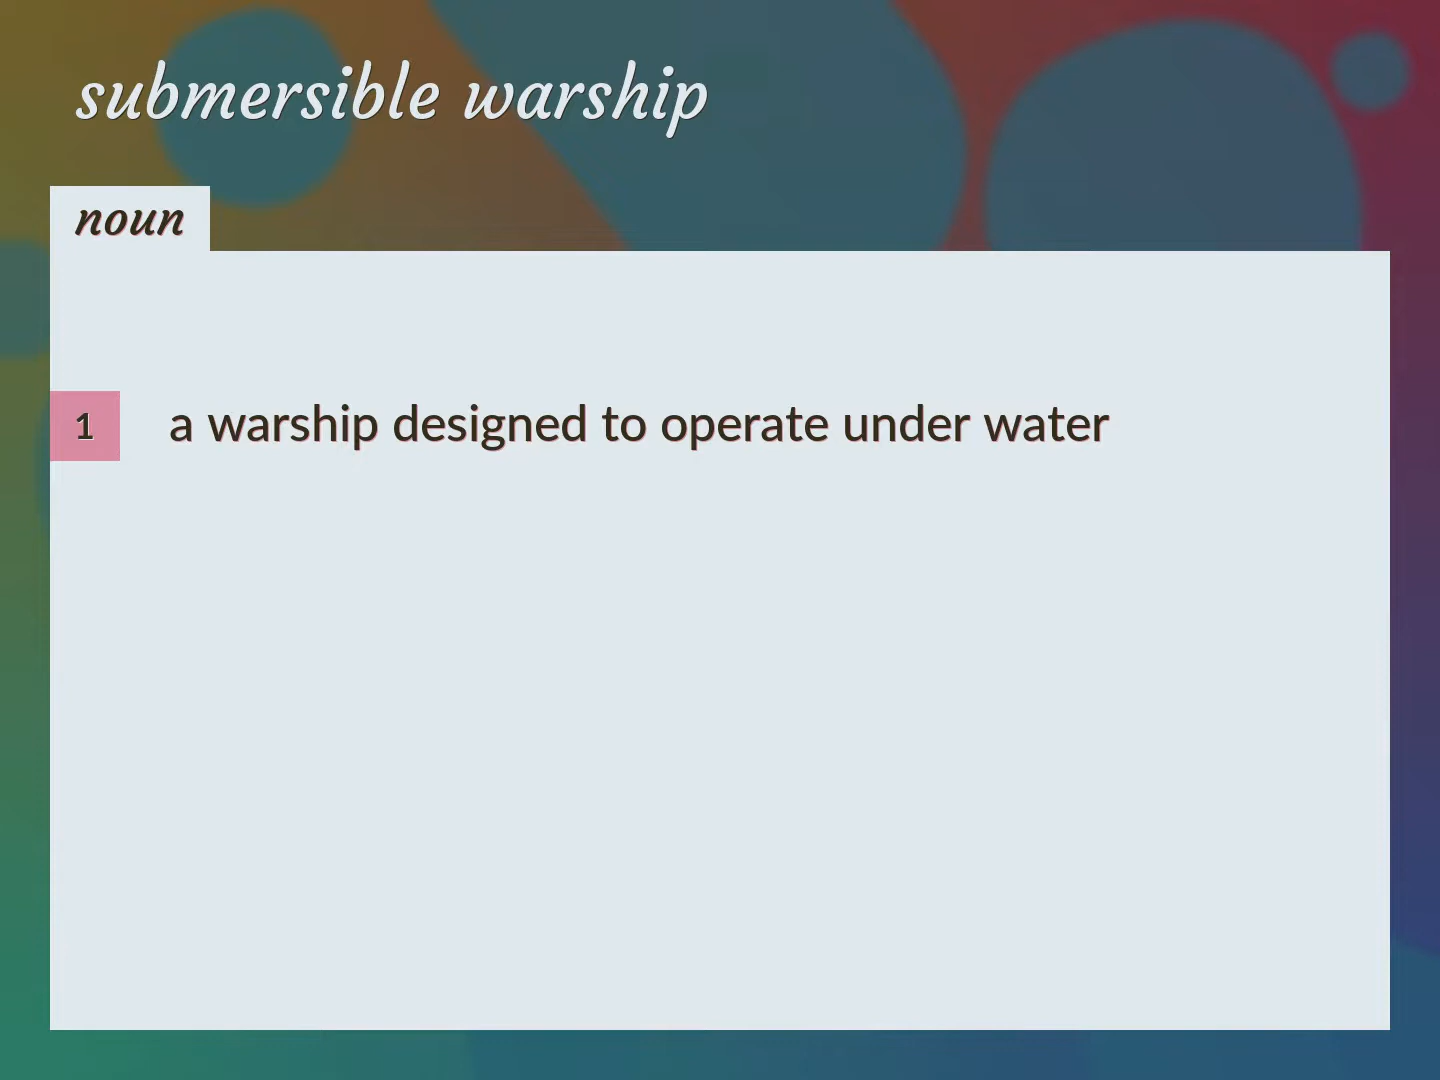 submersible warship
noun
1 a warship designed to operate under water